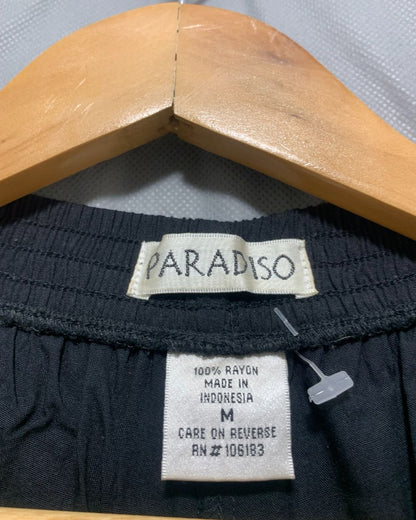 PARADISO
100% RAYON
MADE IN
INDONESIA
M
CARE ON REVERSE
RN # 106183